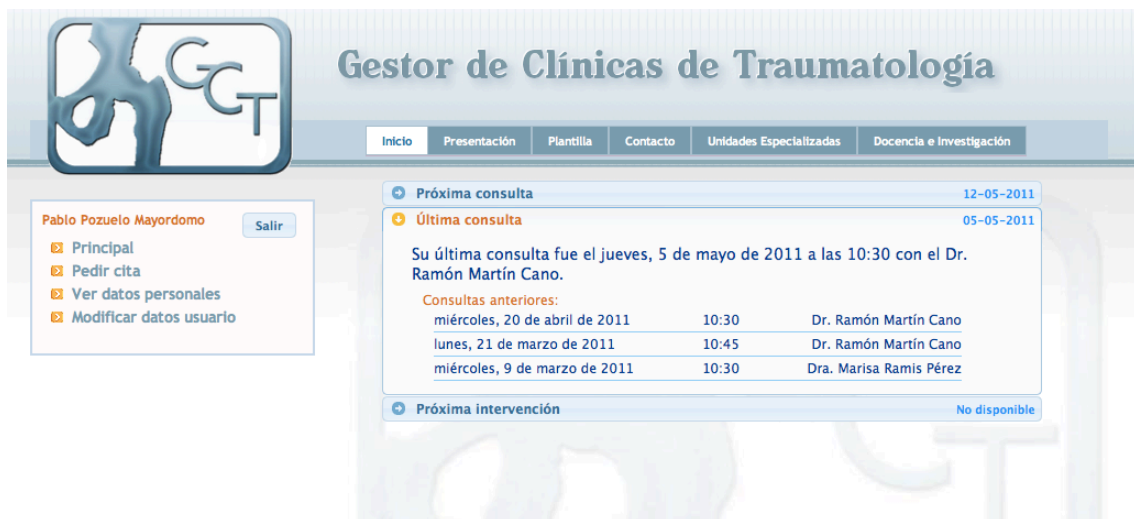 GCT
Gestor de Clínicas de Traumatología
Inicio Presentación Plantilla Contacto Unidades Especializadas Docencia e Investigación
Pablo Pozuelo Mayordomo Salir
Principal
Pedir cita
Ver datos personales
Modificar datos usuario
Próxima consulta 12-05-2011
Última consulta 05-05-2011
Su última consulta fue el jueves, 5 de mayo de 2011 a las 10:30 con el Dr.
Ramón Martín Cano.
Consultas anteriores:
miércoles, 20 de abril de 2011 10:30 Dr. Ramón Martín Cano
lunes, 21 de marzo de 2011 10:45 Dr. Ramón Martín Cano
miércoles, 9 de marzo de 2011 10:30 Dra. Marisa Ramis Pérez
Próxima intervención No disponible
CT